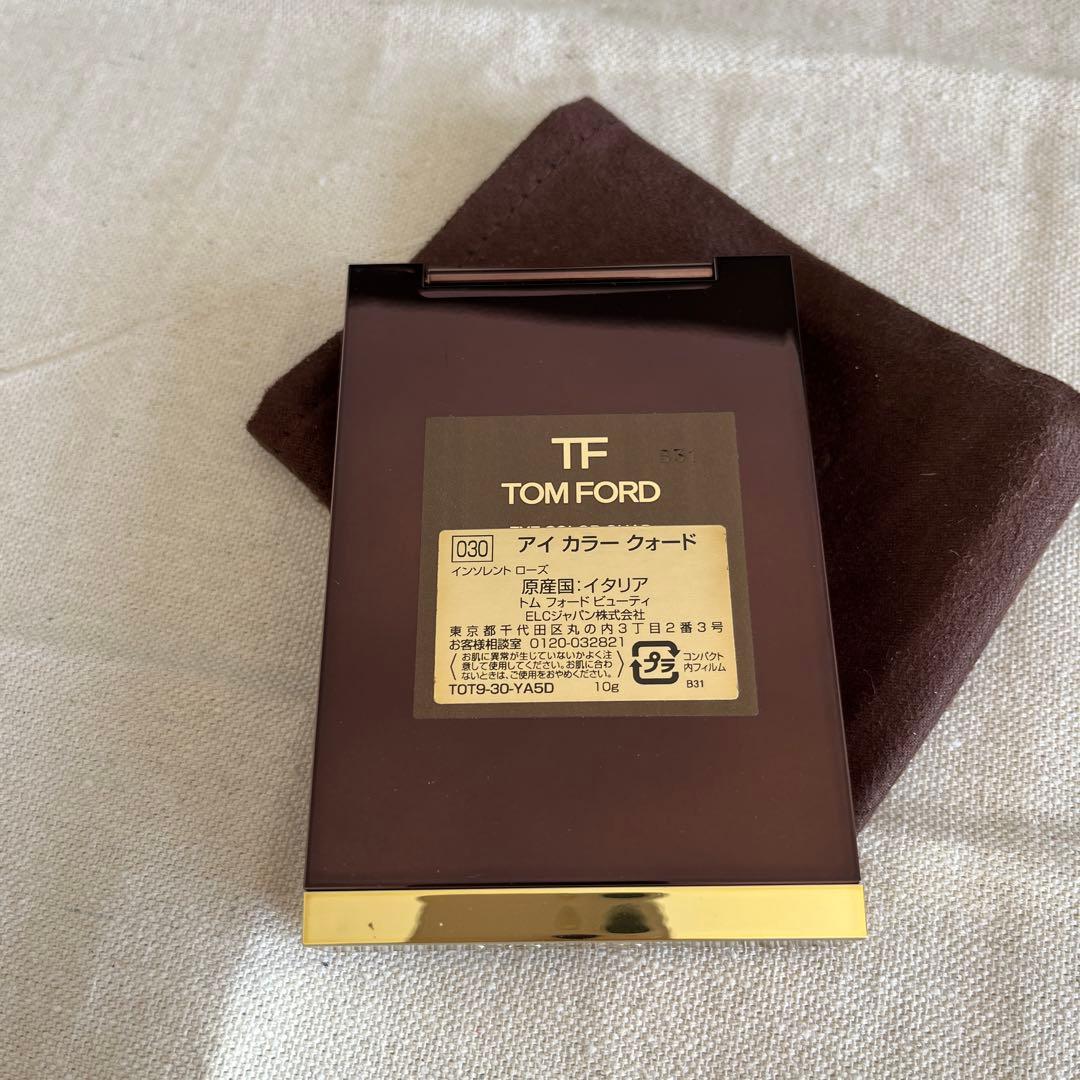 TF
B31
TOM FORD
030 アイ カラー クォード
インソレント ローズ
原産国:イタリア
トム フォード ビューティ
ELCジャパン株式会社
東京都千代田区丸の内3丁目2番3号
お客様相談室 0120-032821
お肌に異常が生じていないかよく注
意して使用してください。お肌に合わ
ないときは、ご使用をおやめください。
プラ
コンパクト
内フィルム
TOT9-30-YA5D 10g B31